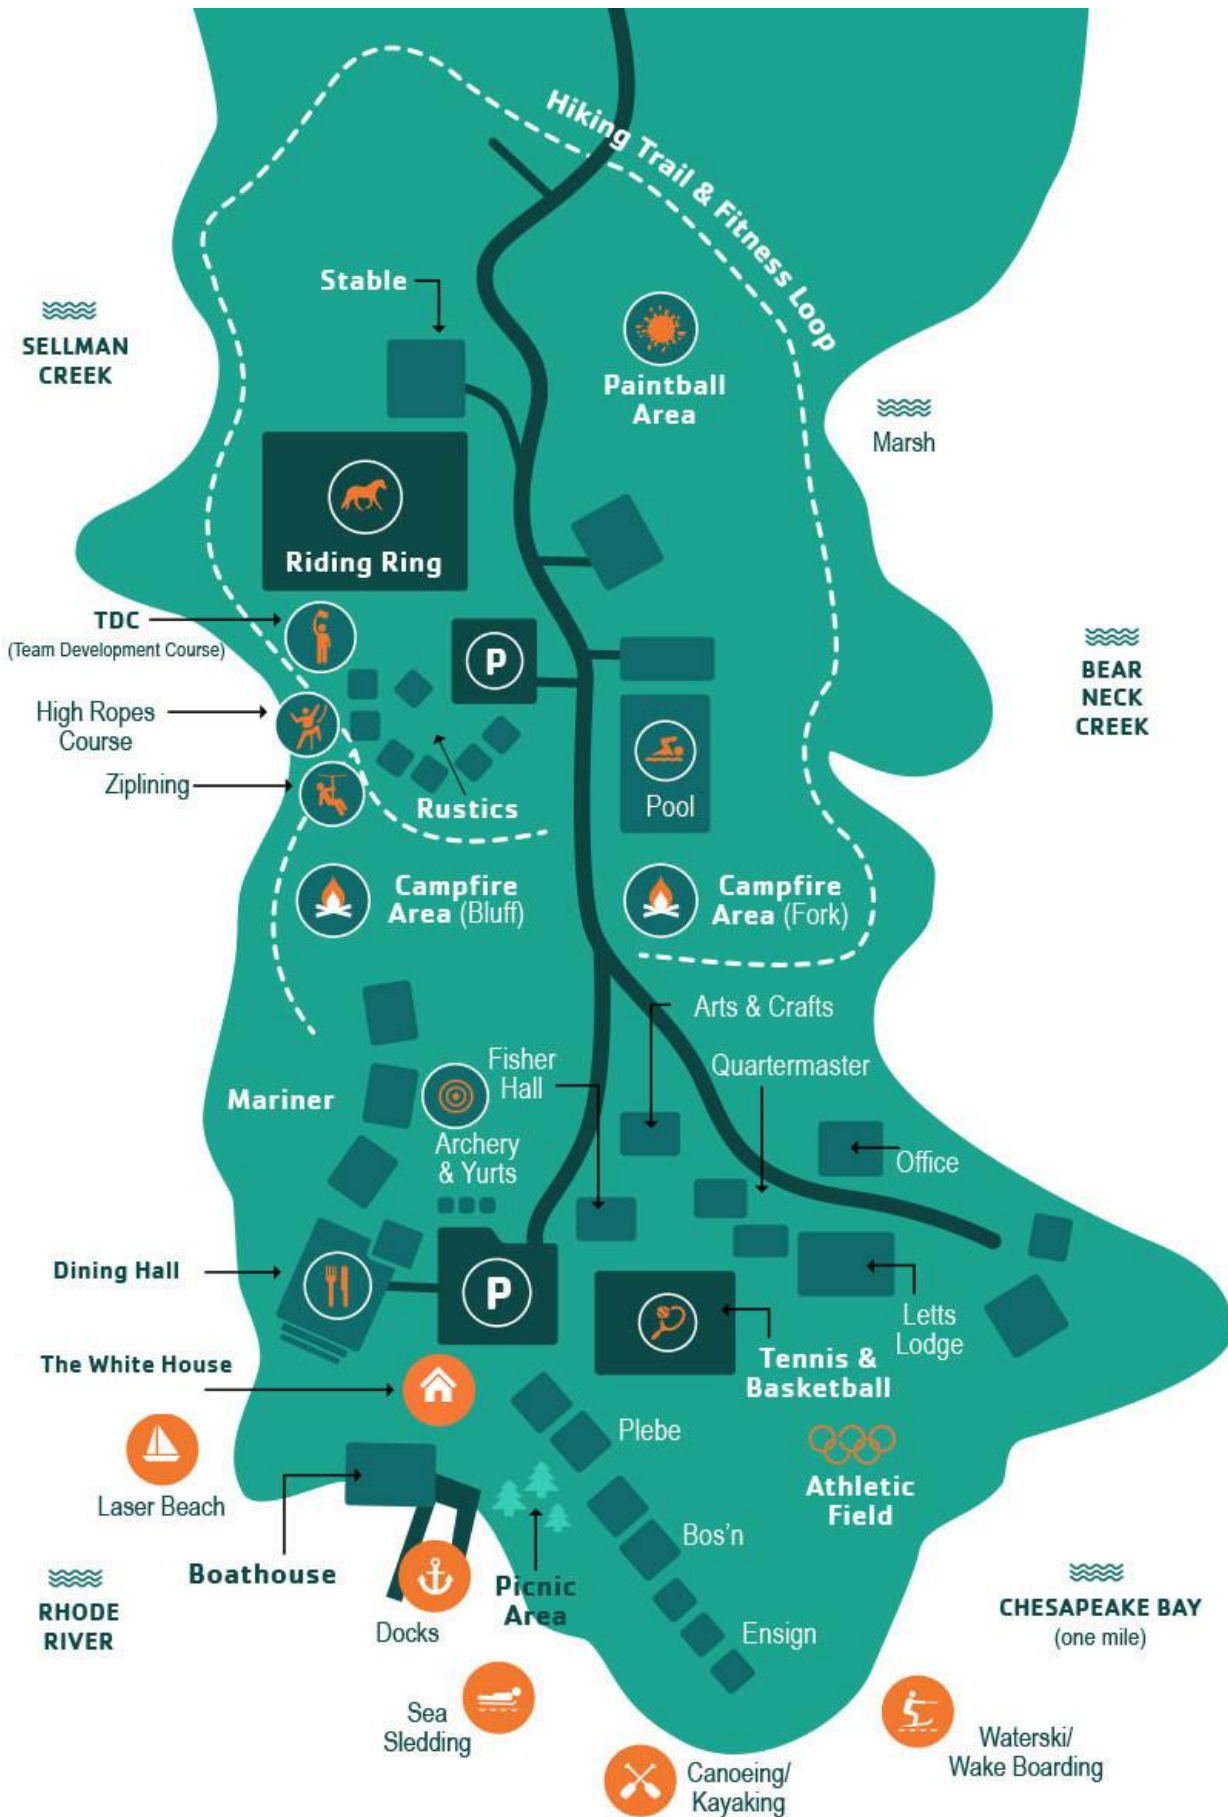 Hiking Trail & Fitness Loop
Stable
SELLMAN
CREEK
Paintball
Area
Marsh
Riding Ring
TDC
(Team Development Course)
P
BEAR
NECK
CREEK
High Ropes
Course
Ziplining
Rustics
Pool
Campfire
Area (Bluff)
Campfire
Area (Fork)
Arts & Crafts
Fisher
Hall
Quartermaster
Mariner
Archery
& Yurts
Office
Dining Hall
P
Letts
Lodge
The White House
Tennis &
Basketball
Plebe
Laser Beach
Athletic
Field
Bos'n
Boathouse
Picnic
Area
RHODE
RIVER
Docks
Ensign
CHESAPEAKE BAY
(one mile)
Sea
Sledding
Waterski/
Wake Boarding
Canoeing/
Kayaking